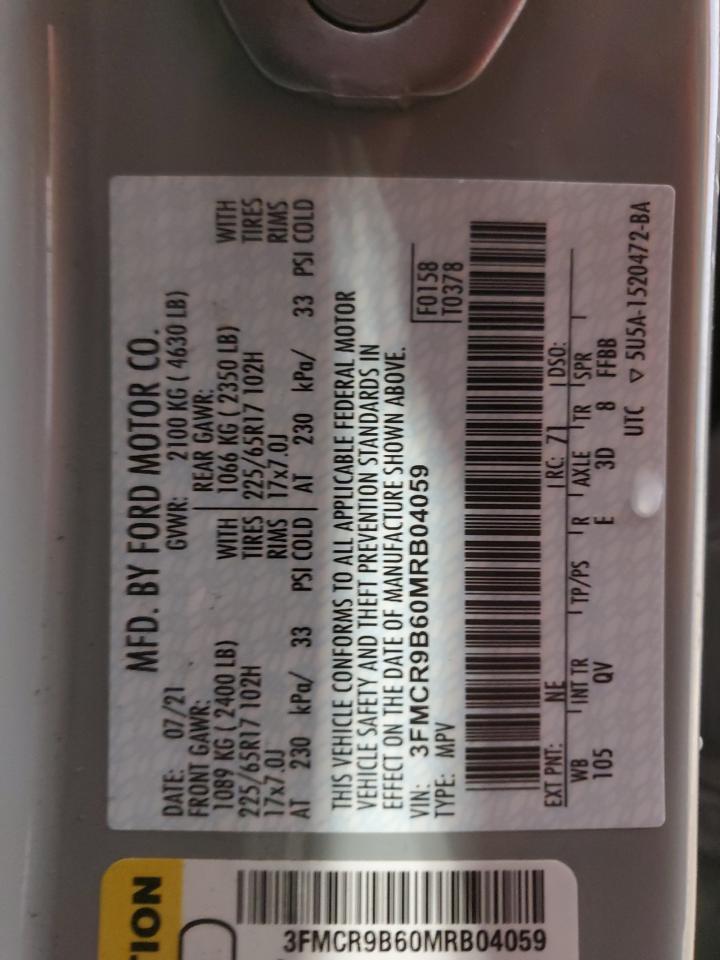 MFD. BY FORD MOTOR CO.
DATE: 07/21 GVWR: 2100 KG ( 4630 LB)
FRONT GAWR: REAR GAWR:
1089 KG ( 2400 LB) WITH 1066 KG ( 2350 LB) WITH
225/65R17 102H TIRES 225/65R17 102H TIRES
17x7.0J RIMS 17x7.0J RIMS
AT 230 kPa/ 33 PSI COLD AT 230 kPa/ 33 PSI COLD
THIS VEHICLE CONFORMS TO ALL APPLICABLE FEDERAL MOTOR
VEHICLE SAFETY AND THEFT PREVENTION STANDARDS IN
EFFECT ON THE DATE OF MANUFACTURE SHOWN ABOVE.
VIN: 3FMCR9B60MRB04059 F0158
TYPE: MPV T0378
EXT PNT: NE RC: 71 DSO:
WB INT TR TP/PS R AXLE TR SPR
105 QV E 3D 8 FFBB
UTC ▽ 5U5A-1520472-BA
TION
3FMCR9B60MRB04059